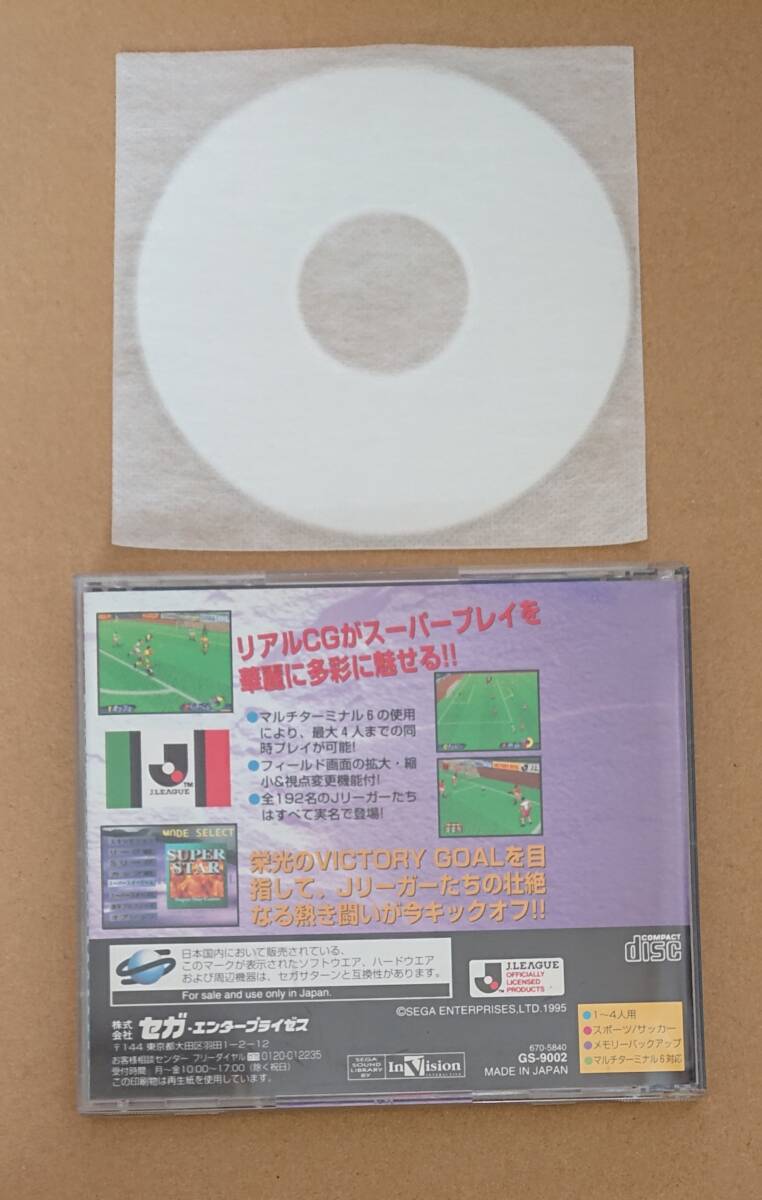 リアルCGがスーパープレイを
華麗に多彩に魅せる!!
●マルチターミナル6の使用
により、最大4人までの同
時プレイが可能!
●フィールド画面の拡大・縮
小&視点変更機能付!
●全192名のJリーガーたち
はすべて実名で登場!
J.LEAGUE
TM
MODE SELECT
SUPER
STAR
栄光のVICTORY GOALを目
指して、Jリーガーたちの壮絶
なる熱き闘いが今キックオフ!!
COMPACT
disc
日本国内において販売されている、
このマークが表示されたソフトウエア、ハードウエア
および周辺機器は、セガサターンと互換性があります。
For sale and use only in Japan.
J.LEAGUE
OFFICIALLY
LICENSED
PRODUCTS
©SEGA ENTERPRISES,LTD.1995
株式会社 セガ・エンタープライゼス
〒144 東京都大田区羽田1-2-12
お客様相談センター フリーダイヤル 0120-012235
受付時間 月~金10:00~17:00 (除く祝日)
この印刷物は再生紙を使用しています。
SEGA
SOUND
LIBRARY
BY
InVision
INTERACTIVE
670-5840
GS-9002
MADE IN JAPAN
●1~4人用
●スポーツ/サッカー
●メモリーバックアップ
●マルチターミナル6対応